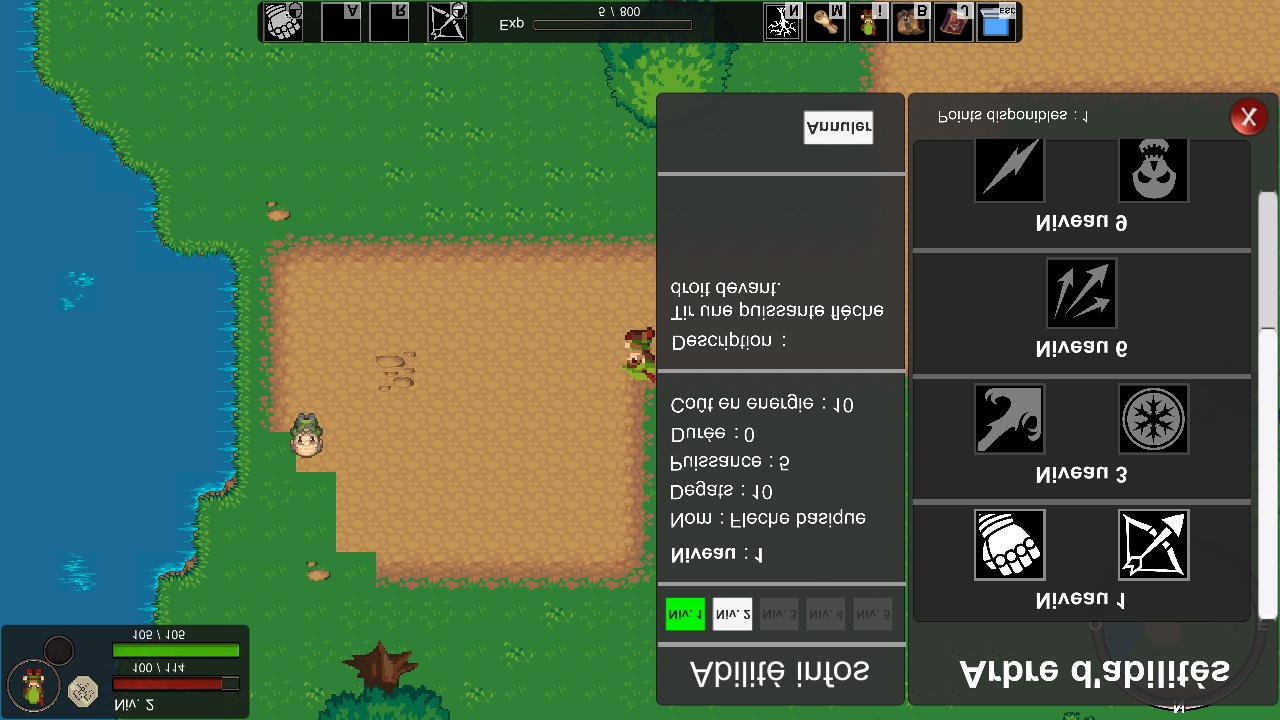 Arbre d'abilités
Niveau 1
Niveau 3
Niveau 6
Niveau 9
Points disponibles : 1
X
Abilité infos
Niv. 1 Niv. 2 Niv. 3 Niv. 4 Niv. 5
Niveau : 1
Nom : Fleche basique
Degats : 10
Puissance : 5
Durée : 0
Coût en energie : 10
Description :
Tir une puissante flèche
droit devant.
Annuler
Niv. 2
100 / 114
105 / 105
A
R
Exp
5 / 800
N
M
I
B
J
esc
N